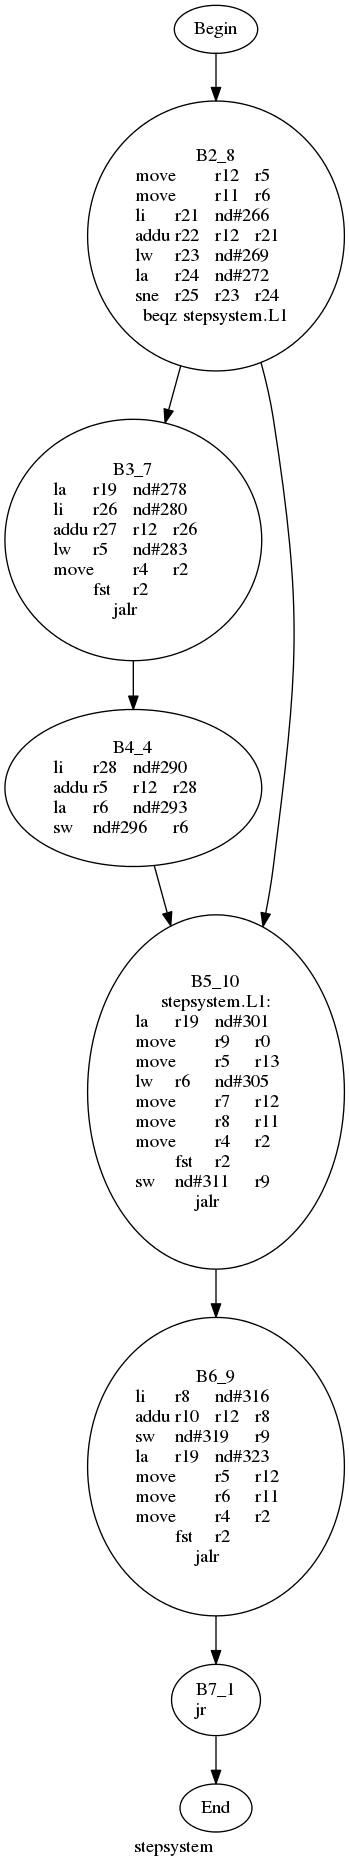 Begin
B2_8
move r12 r5
move r11 r6
li r21 nd#266
addu r22 r12 r21
lw r23 nd#269
la r24 nd#272
sne r25 r23 r24
beqz stepsystem.L1
B3_7
la r19 nd#278
li r26 nd#280
addu r27 r12 r26
lw r5 nd#283
move r4 r2
fst r2
jalr
B4_4
li r28 nd#290
addu r5 r12 r28
la r6 nd#293
sw nd#296 r6
B5_10
stepsystem.L1:
la r19 nd#301
move r9 r0
move r5 r13
lw r6 nd#305
move r7 r12
move r8 r11
move r4 r2
fst r2
sw nd#311 r9
jalr
B6_9
li r8 nd#316
addu r10 r12 r8
sw nd#319 r9
la r19 nd#323
move r5 r12
move r6 r11
move r4 r2
fst r2
jalr
B7_1
jr
End
stepsystem